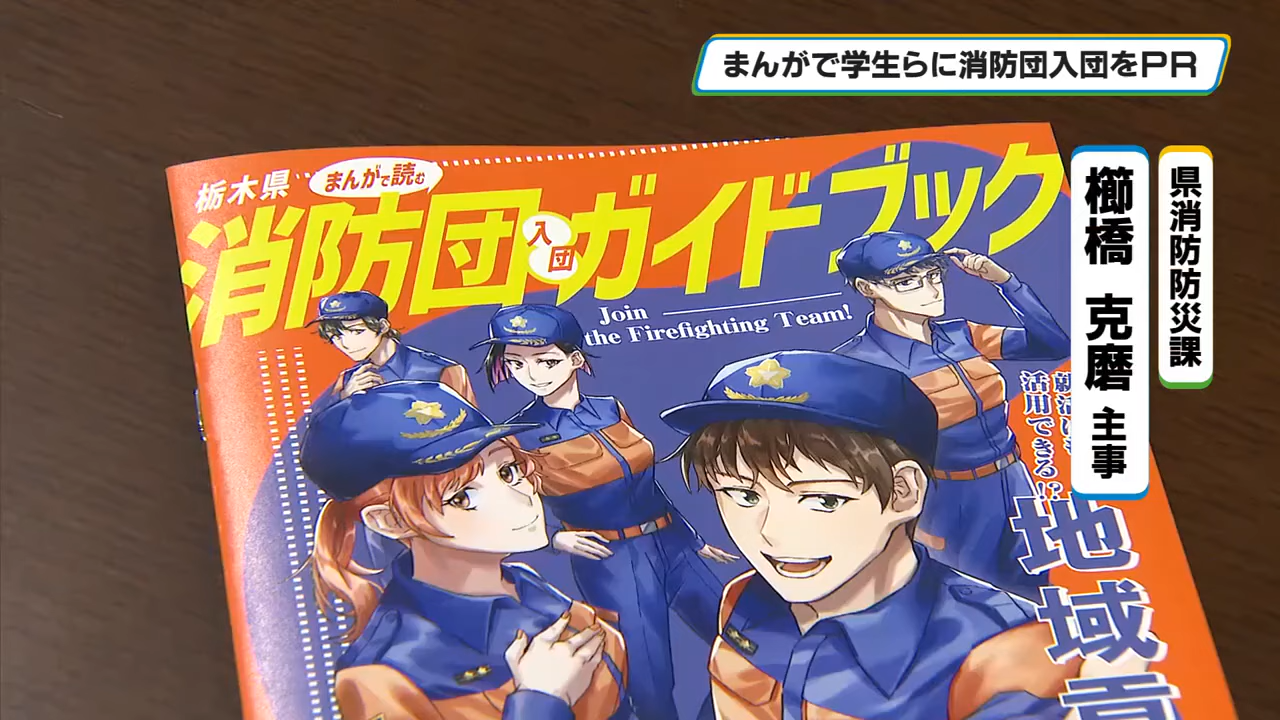 まんがで学生らに消防団入団をPR
県消防防災課
櫛橋 克磨 主事
栃木県
まんがで読む
消防団入団ガイドブック
Join
the Firefighting Team!
活用できる!?
地域